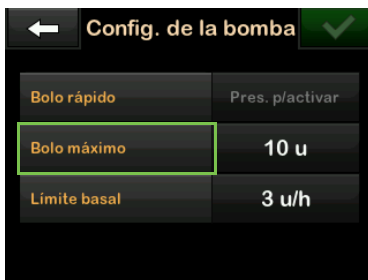 Config. de la bomba
Bolo rápido Pres. p/activar
Bolo máximo 10 u
Límite basal 3 u/h